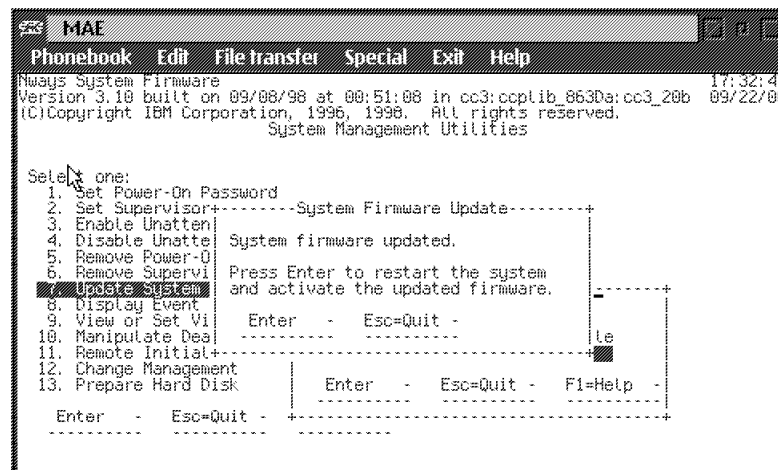 MAE
Phonebook Edit File transfer Special Exit Help
Nways System Firmware 17:32:4
Version 3.10 built on 09/08/98 at 00:51:08 in cc3:ccplib_863Da:cc3_20b 09/22/0
(C)Copyright IBM Corporation, 1996, 1998. All rights reserved.
System Management Utilities
Select one:
1. Set Power-On Password
2. Set Supervisor+--------System Firmware Update--------+
3. Enable Unatten
4. Disable Unatte System firmware updated.
5. Remove Power-O
6. Remove Supervi Press Enter to restart the system
7. Update System and activate the updated firmware.
8. Display Event
9. View or Set Vi Enter - Esc=Quit -
10. Manipulate Dea le
11. Remote Initial
12. Change Management
13. Prepare Hard Disk Enter - Esc=Quit - F1=Help -
Enter - Esc=Quit -